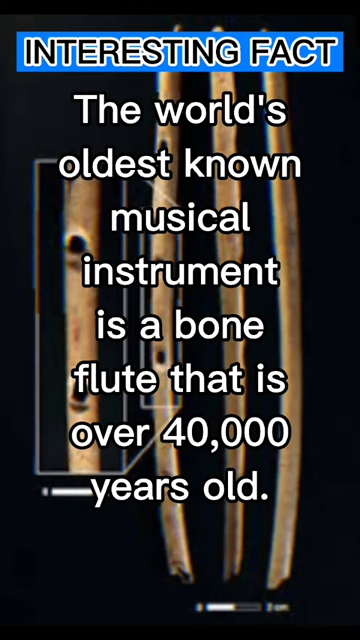 INTERESTING FACT
The world's
oldest known
musical
instrument
is a bone
flute that is
over 40,000
years old.